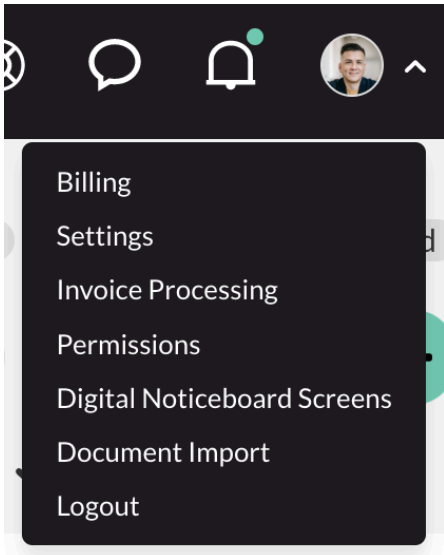 d
Billing
Settings
Invoice Processing
Permissions
Digital Noticeboard Screens
Document Import
Logout